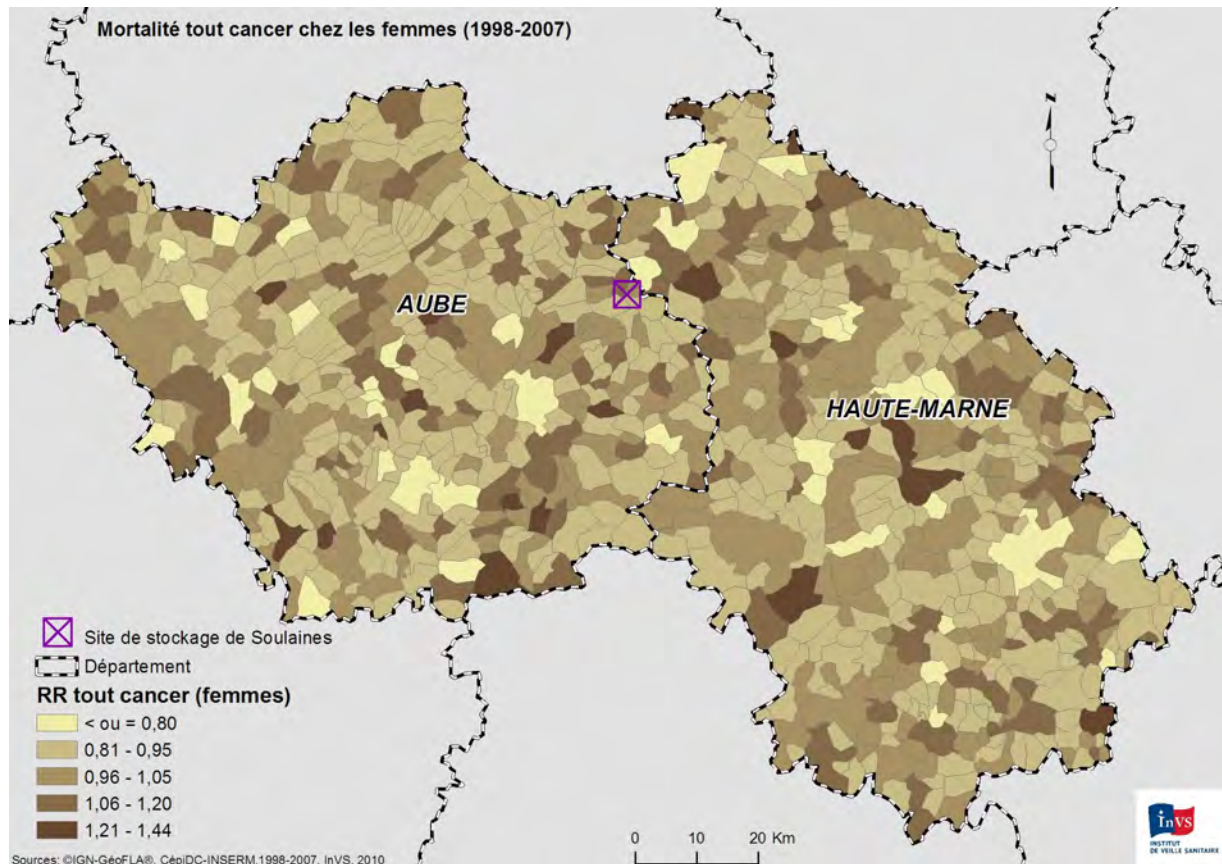 Mortalité tout cancer chez les femmes (1998-2007)
N
AUBE
HAUTE-MARNE
Site de stockage de Soulaines
Département
RR tout cancer (femmes)
< ou = 0,80
0,81 - 0,95
0,96 - 1,05
1,06 - 1,20
1,21 - 1,44
0 10 20 Km
InVS
INSTITUT
DE VEILLE SANITAIRE
Sources: ©IGN-GéoFLA®, CépiDC-INSERM,1998-2007, InVS, 2010